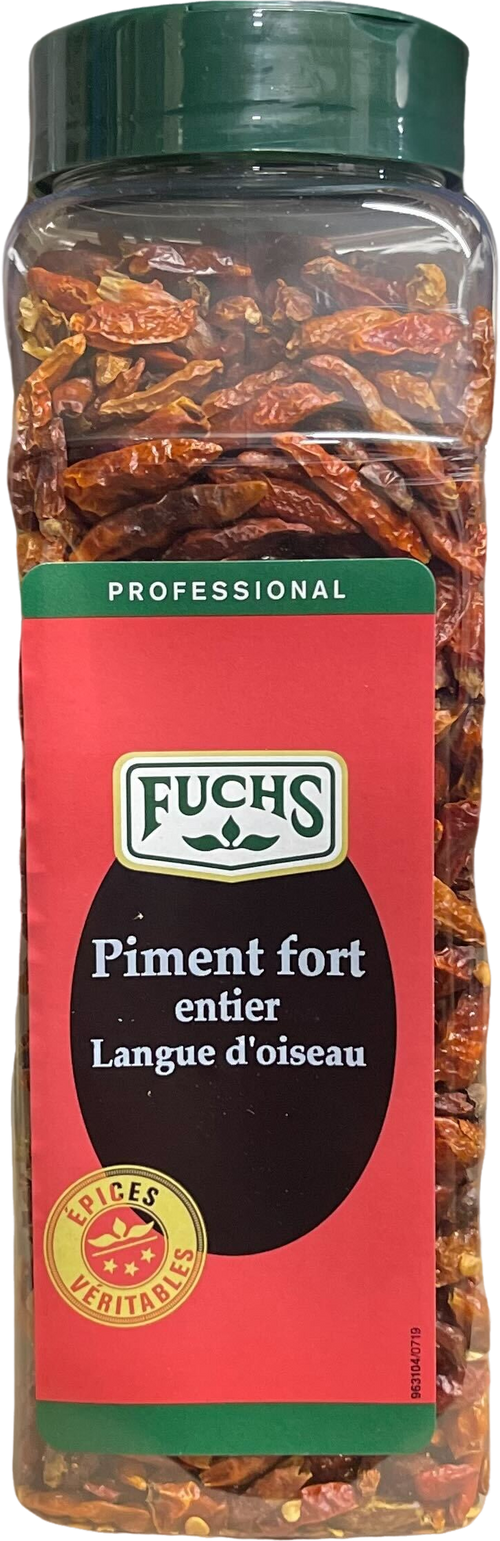 PROFESSIONAL
FUCHS
Piment fort
entier
Langue d'oiseau
ÉPICES
VÉRITABLES
963104/0719